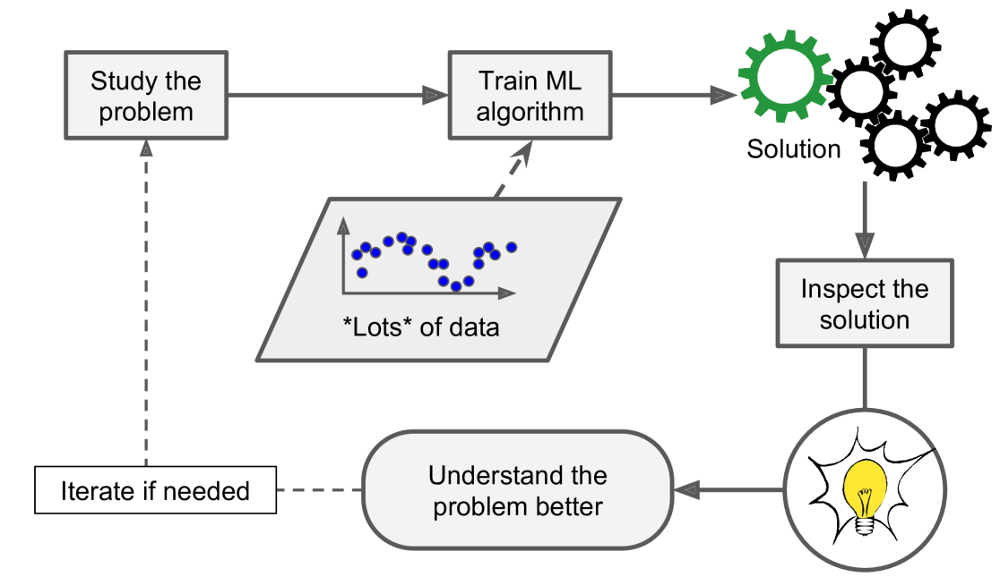 Study the
problem
Train ML
algorithm
Solution
*Lots* of data
Inspect the
solution
Understand the
problem better
Iterate if needed